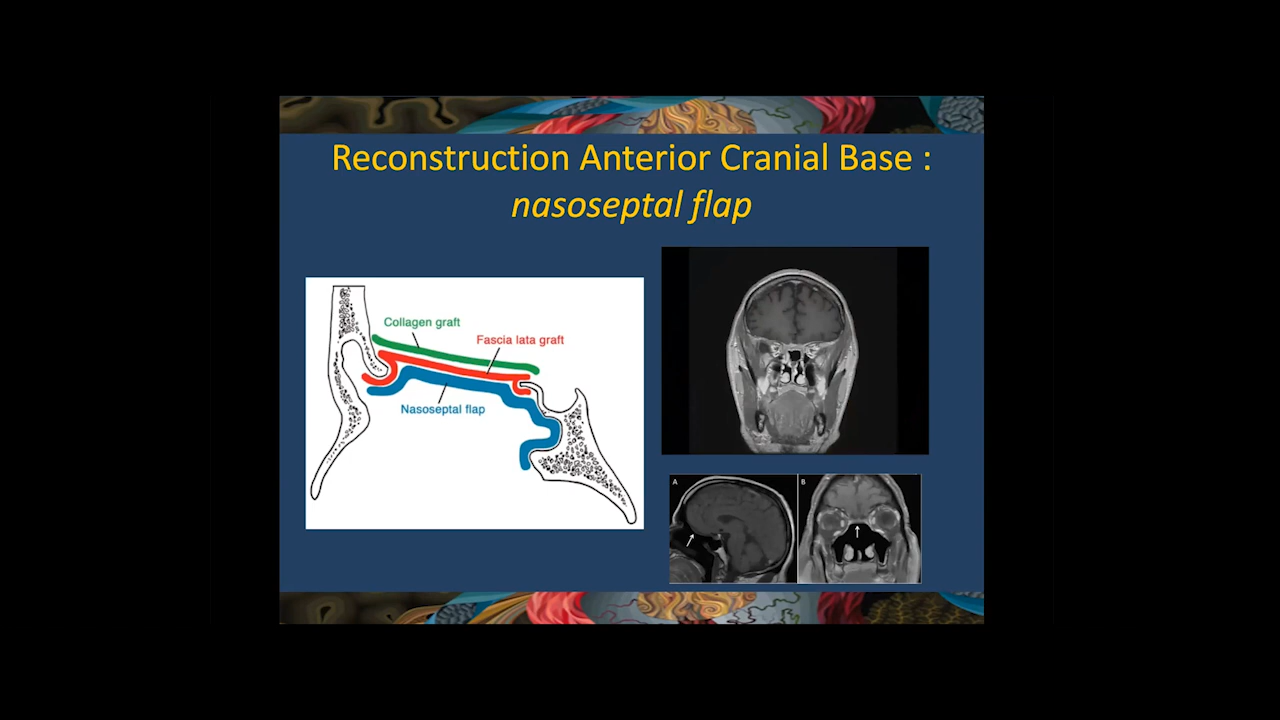 Reconstruction Anterior Cranial Base :
nasoseptal flap
Collagen graft
Fascia lata graft
Nasoseptal flap
A
B